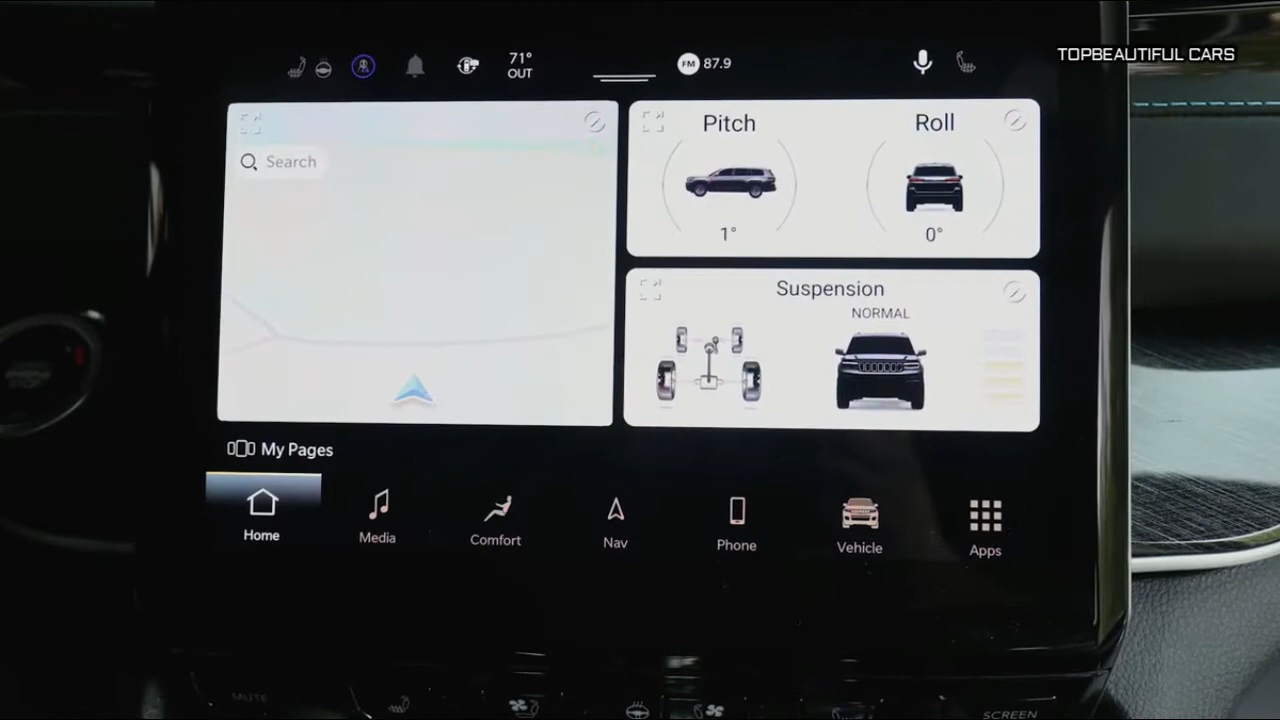 TOPBEAUTIFUL CARS
71°
OUT
FM 87.9
Search
Pitch
Roll
1°
0°
Suspension
NORMAL
My Pages
Home
Media
Comfort
Nav
Phone
Vehicle
Apps
MUTE
SCREEN